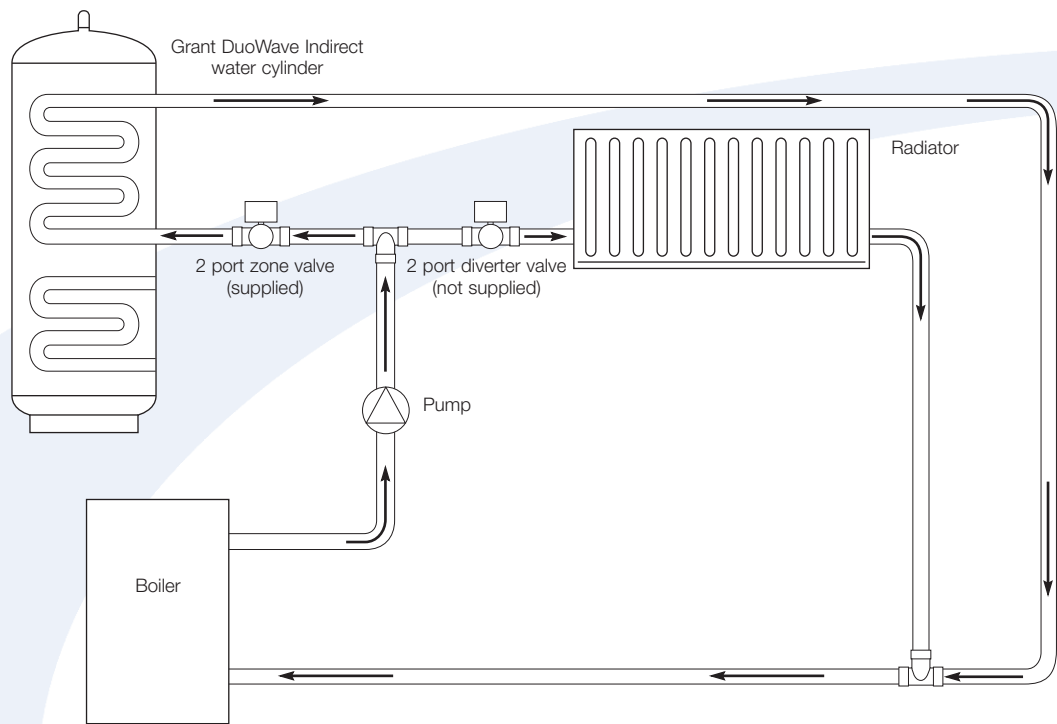 Grant DuoWave Indirect
water cylinder
Radiator
2 port zone valve
(supplied)
2 port diverter valve
(not supplied)
Pump
Boiler